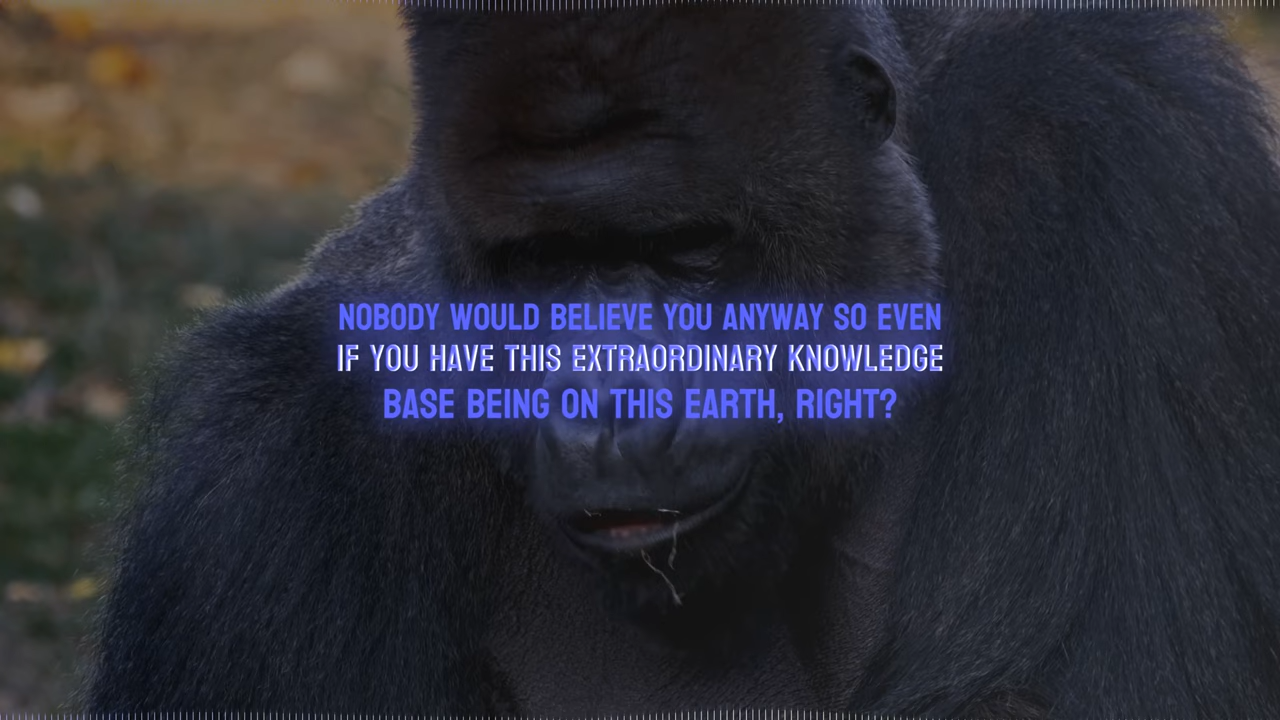 NOBODY WOULD BELIEVE YOU ANYWAY SO EVEN
IF YOU HAVE THIS EXTRAORDINARY KNOWLEDGE
BASE BEING ON THIS EARTH, RIGHT?